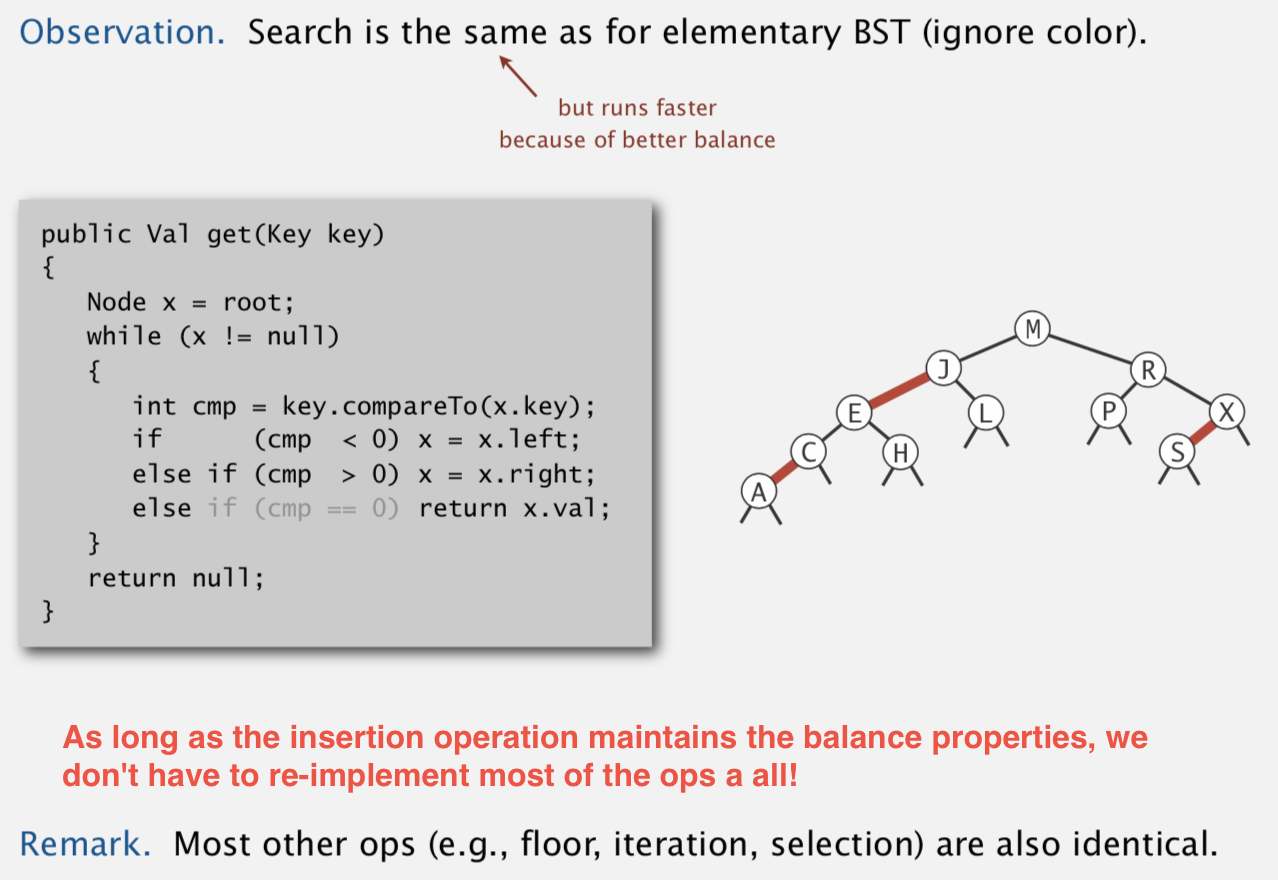 Observation. Search is the same as for elementary BST (ignore color).
but runs faster
because of better balance
public Val get(Key key)
{
   Node x = root;
   while (x != null)
   {
      int cmp = key.compareTo(x.key);
      if      (cmp  < 0) x = x.left;
      else if (cmp  > 0) x = x.right;
      else if (cmp == 0) return x.val;
   }
   return null;
}
M
J
R
E
L
P
X
C
H
S
A
As long as the insertion operation maintains the balance properties, we
don't have to re-implement most of the ops a all!
Remark. Most other ops (e.g., floor, iteration, selection) are also identical.